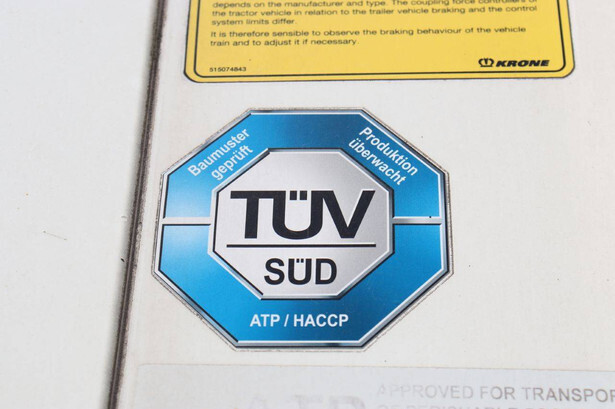 depends on the manufacturer and type. The coupling force controllers of
the tractor vehicle in relation to the trailer vehicle braking and the control
system limits differ.
It is therefore sensible to observe the braking behaviour of the vehicle
train and to adjust it if necessary.
515074843
KRONE
Baumuster
geprüft
Produktion
überwacht
TÜV
SÜD
ATP / HACCP
APPROVED FOR TRANSPOR